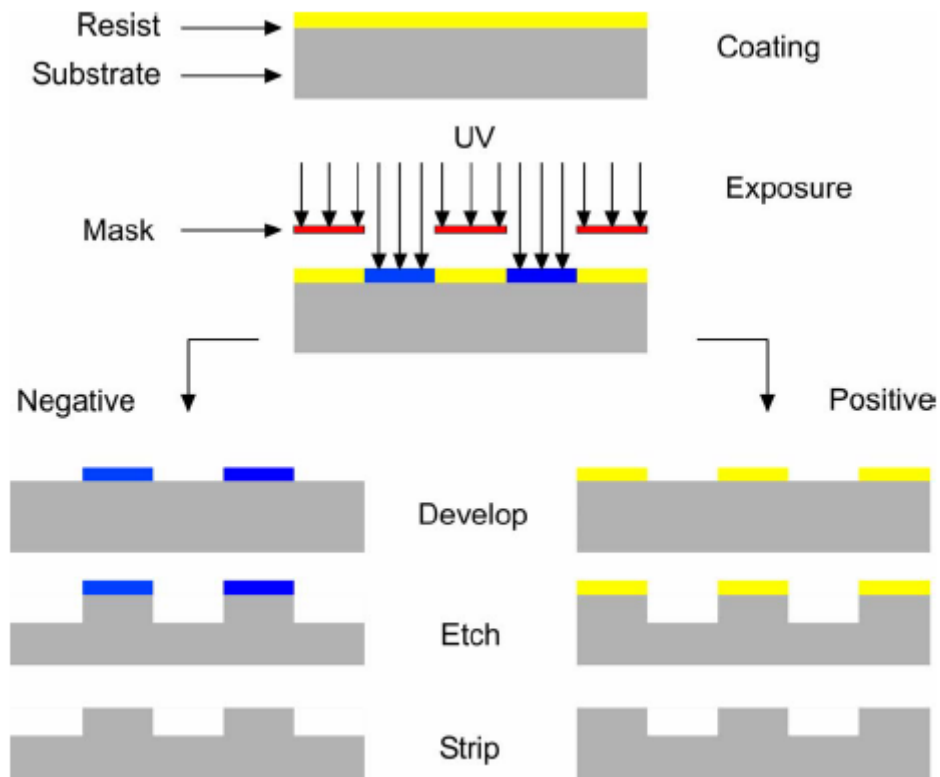 Resist
Coating
Substrate
UV
Exposure
Mask
Negative
Positive
Develop
Etch
Strip